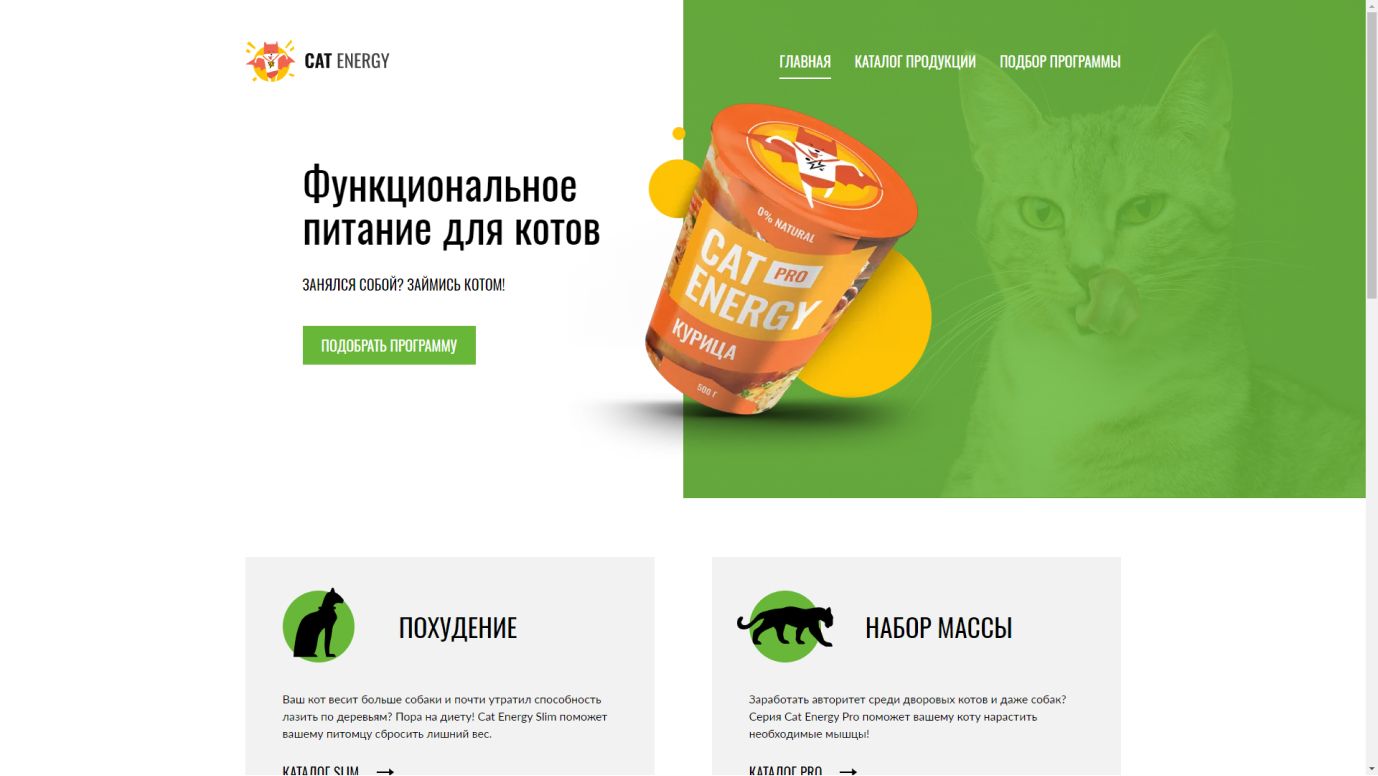 CAT ENERGY
ГЛАВНАЯ КАТАЛОГ ПРОДУКЦИИ ПОДБОР ПРОГРАММЫ
Функциональное
питание для котов
ЗАНЯЛСЯ СОБОЙ? ЗАЙМИСЬ КОТОМ!
ПОДОБРАТЬ ПРОГРАММУ
0% NATURAL
CAT PRO
ENERGY
КУРИЦА
500 Г
ПОХУДЕНИЕ
Ваш кот весит больше собаки и почти утратил способность
лазить по деревьям? Пора на диету! Cat Energy Slim поможет
вашему питомцу сбросить лишний вес.
КАТАЛОГ SLIM
НАБОР МАССЫ
Заработать авторитет среди дворовых котов и даже собак?
Серия Cat Energy Pro поможет вашему коту нарастить
необходимые мышцы!
КАТАЛОГ PRO